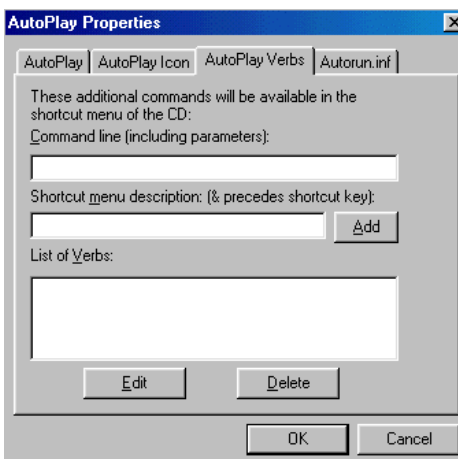 AutoPlay Properties
AutoPlay AutoPlay Icon AutoPlay Verbs Autorun.inf
These additional commands will be available in the
shortcut menu of the CD:
Command line (including parameters):
Shortcut menu description: (& precedes shortcut key):
Add
List of Verbs:
Edit Delete
OK Cancel